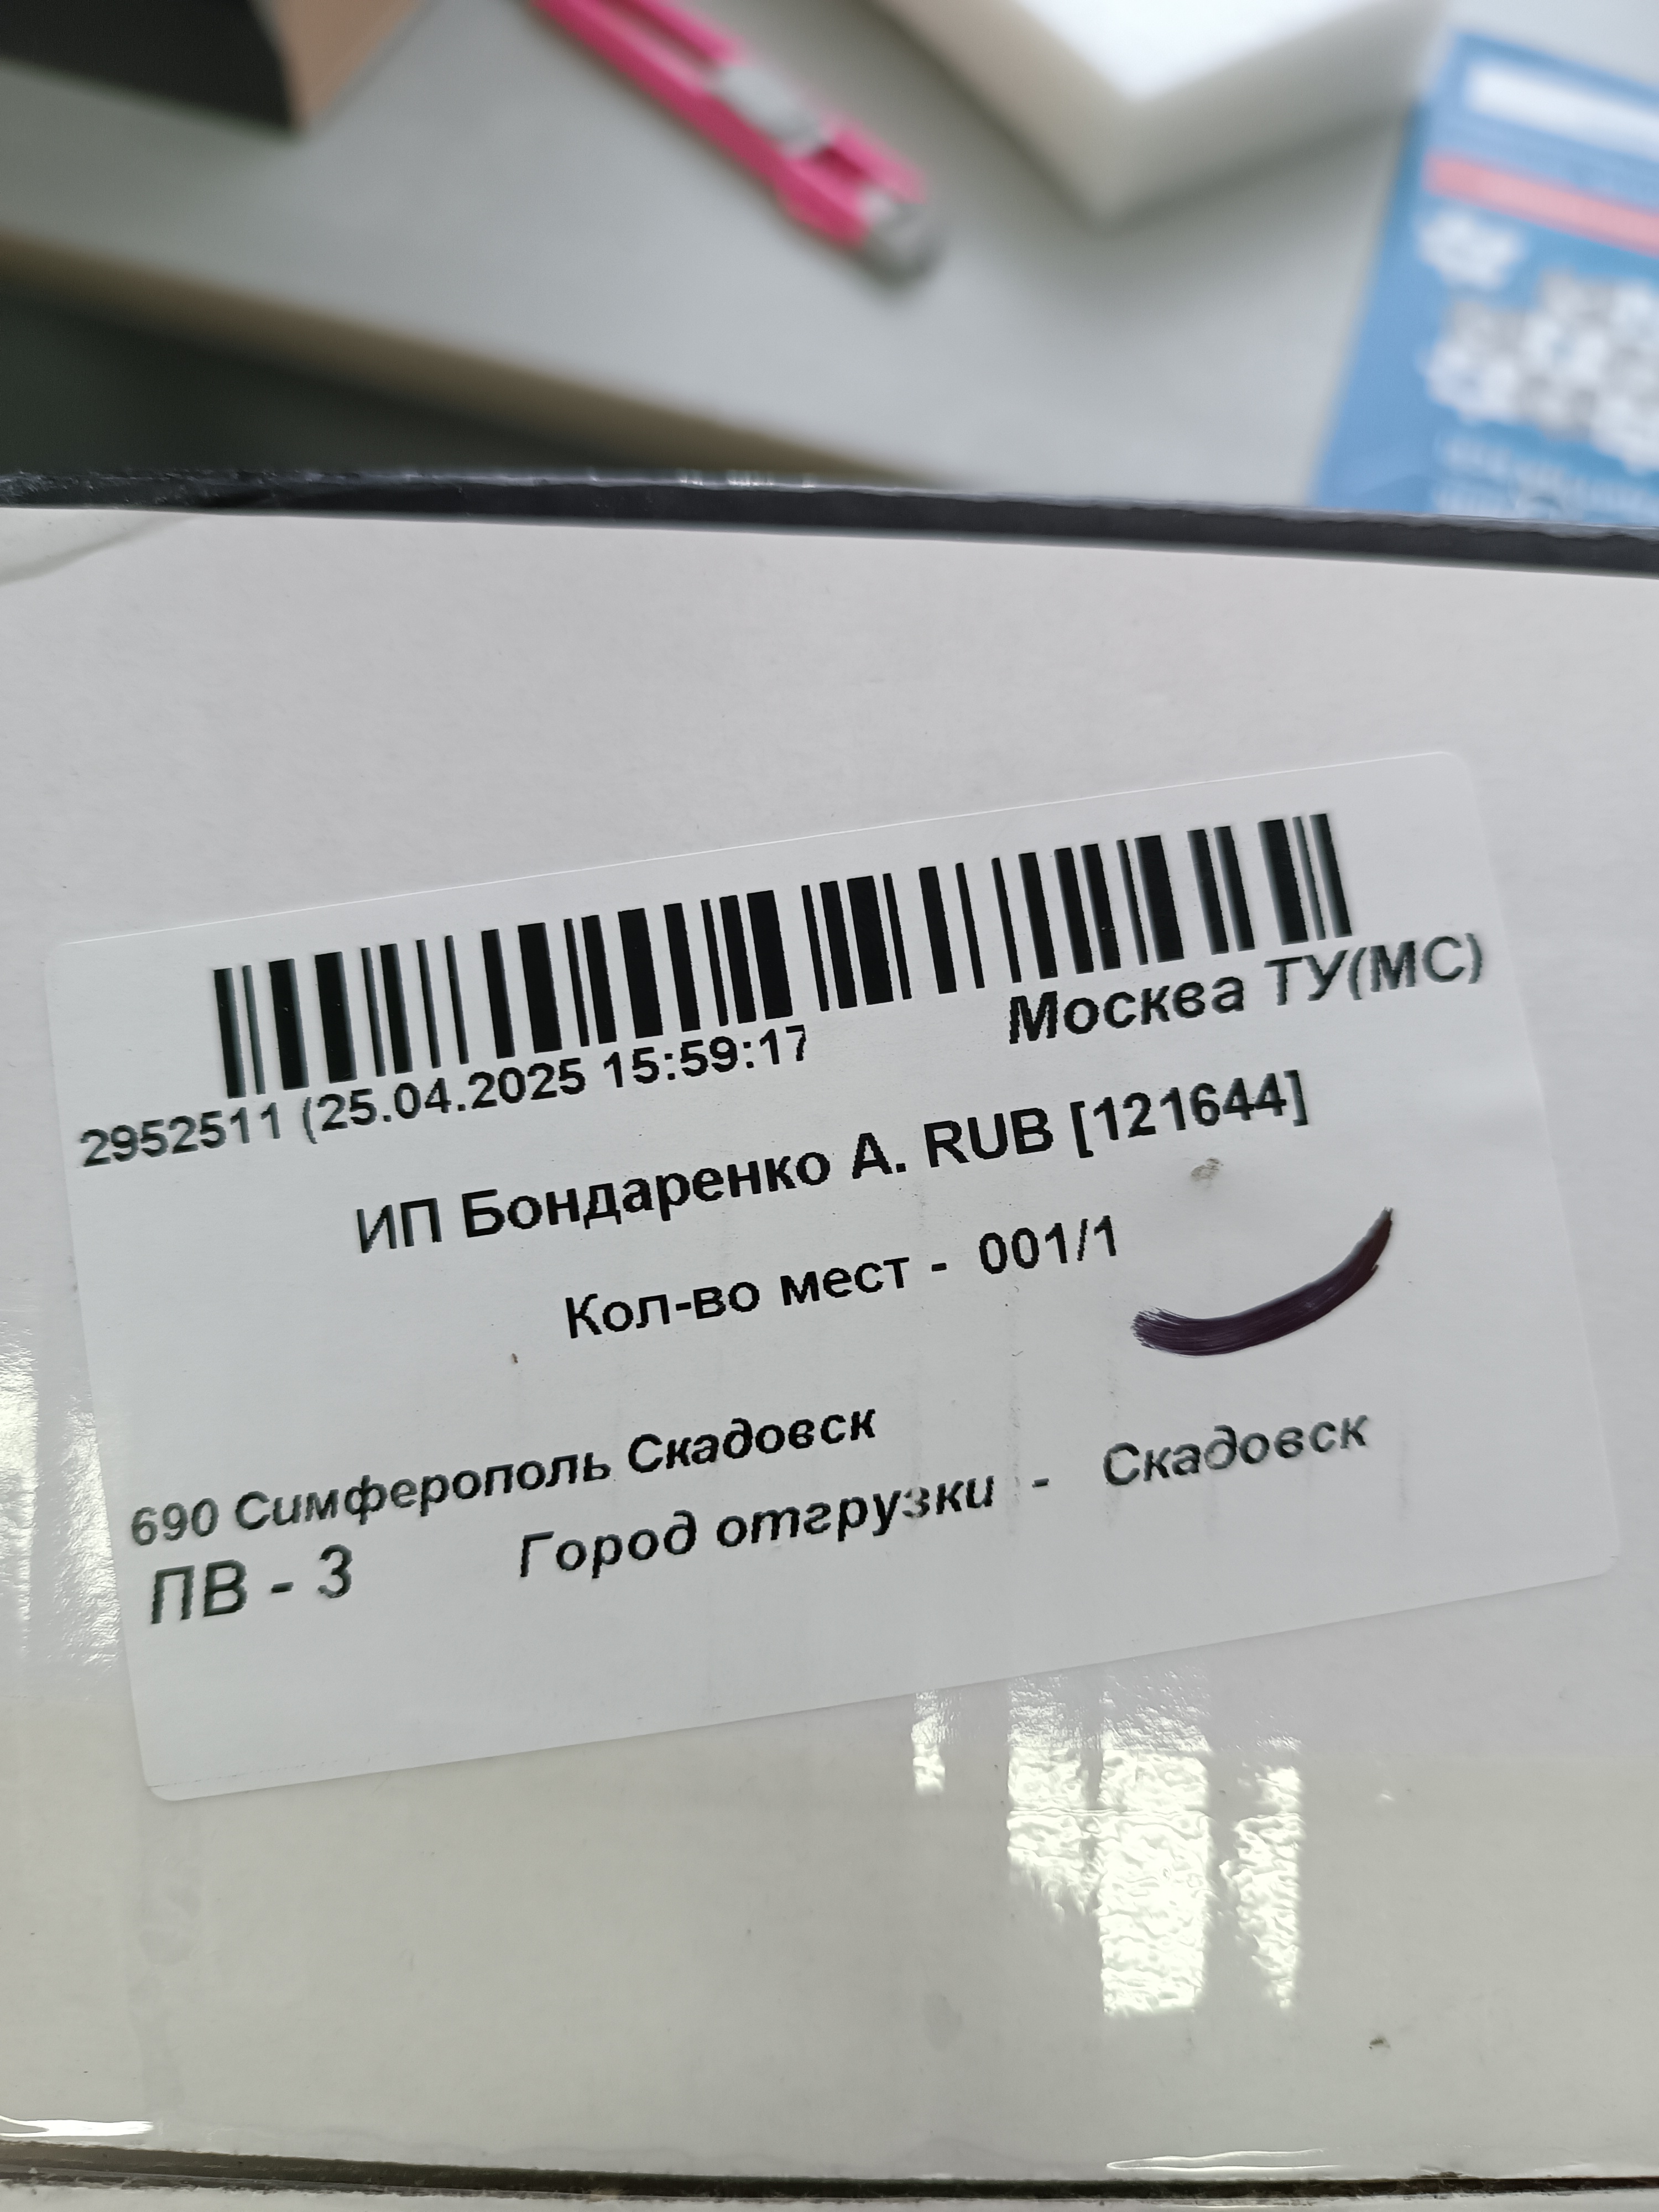 2952511 (25.04.2025 15:59:17
Москва ТУ(МС)
ИП Бондаренко А. RUB [121644]
Кол-во мест - 001/1
690 Симферополь Скадовск
ПВ - 3
Город отгрузки - Скадовск